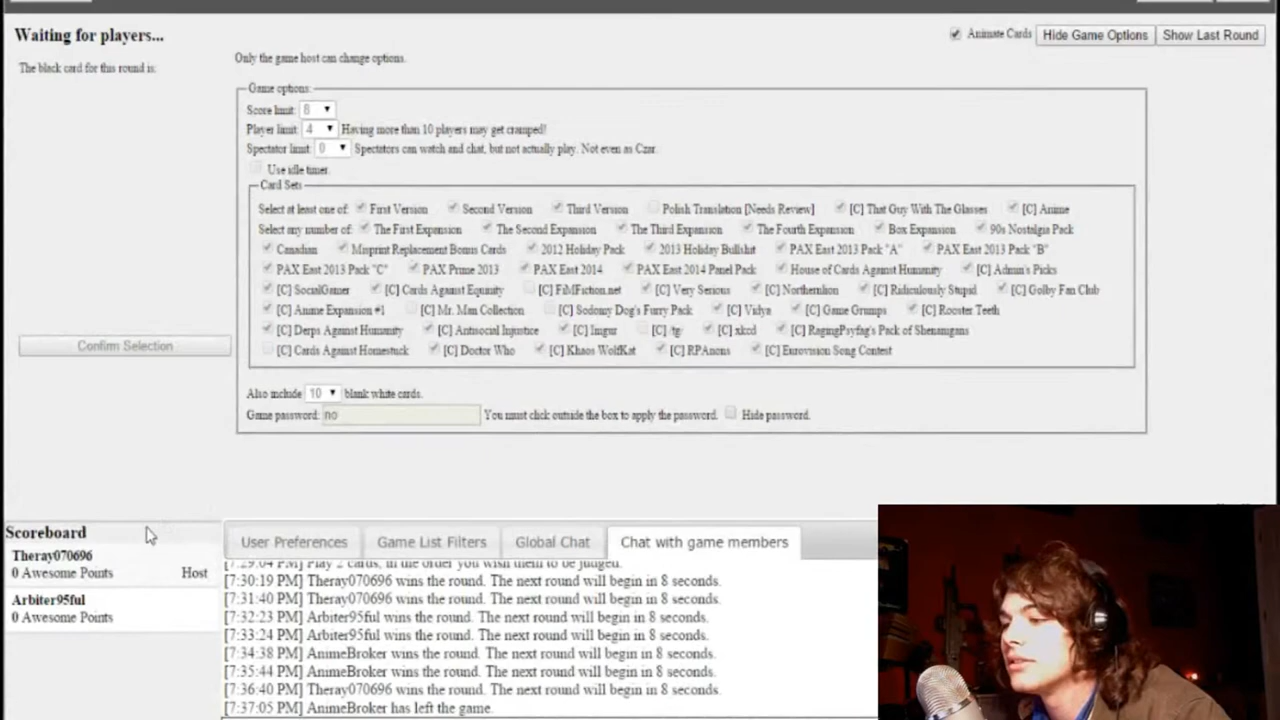 Waiting for players...
Animate Cards Hide Game Options Show Last Round
The black card for this round is:
Only the game host can change options.
Game options:
Score limit: 8
Player limit: 4 Having more than 10 players may get cramped!
Spectator limit: 0 Spectators can watch and chat, but not actually play. Not even as Czar.
Use idle timer.
Card Sets
Select at least one of: First Version Second Version Third Version Polish Translation [Needs Review] [C] That Guy With The Glasses [C] Anime
Select any number of: The First Expansion The Second Expansion The Third Expansion The Fourth Expansion Box Expansion 90s Nostalgia Pack
Canadian Misprint Replacement Bonus Cards 2012 Holiday Pack 2013 Holiday Bullshit PAX East 2013 Pack "A" PAX East 2013 Pack "B"
PAX East 2013 Pack "C" PAX Prime 2013 PAX East 2014 PAX East 2014 Panel Pack House of Cards Against Humanity [C] Admin's Picks
[C] SocialGamer [C] Cards Against Equinity [C] FiMFiction.net [C] Very Serious [C] Northernlion [C] Ridiculously Stupid [C] Golby Fan Club
[C] Anime Expansion #1 [C] Mr. Man Collection [C] Sodomy Dog's Furry Pack [C] Vidya [C] Game Grumps [C] Rooster Teeth
[C] Derps Against Humanity [C] Antisocial Injustice [C] Imgur [C] /tg/ [C] xkcd [C] RagingPsyfag's Pack of Shenanigans
[C] Cards Against Homestuck [C] Doctor Who [C] Khaos WolfKat [C] RPAnons [C] Eurovision Song Contest
Confirm Selection
Also include 10 blank white cards.
Game password: no You must click outside the box to apply the password. Hide password.
Scoreboard
Theray070696
0 Awesome Points Host
Arbiter95ful
0 Awesome Points
User Preferences Game List Filters Global Chat Chat with game members
[7:29:04 PM] Play 2 cards, in the order you wish them to be judged.
[7:30:19 PM] Theray070696 wins the round. The next round will begin in 8 seconds.
[7:31:40 PM] Theray070696 wins the round. The next round will begin in 8 seconds.
[7:32:23 PM] Arbiter95ful wins the round. The next round will begin in 8 seconds.
[7:33:24 PM] Arbiter95ful wins the round. The next round will begin in 8 seconds.
[7:34:38 PM] AnimeBroker wins the round. The next round will begin in 8 seconds.
[7:35:44 PM] AnimeBroker wins the round. The next round will begin in 8 seconds.
[7:36:40 PM] Theray070696 wins the round. The next round will begin in 8 seconds.
[7:37:05 PM] AnimeBroker has left the game.